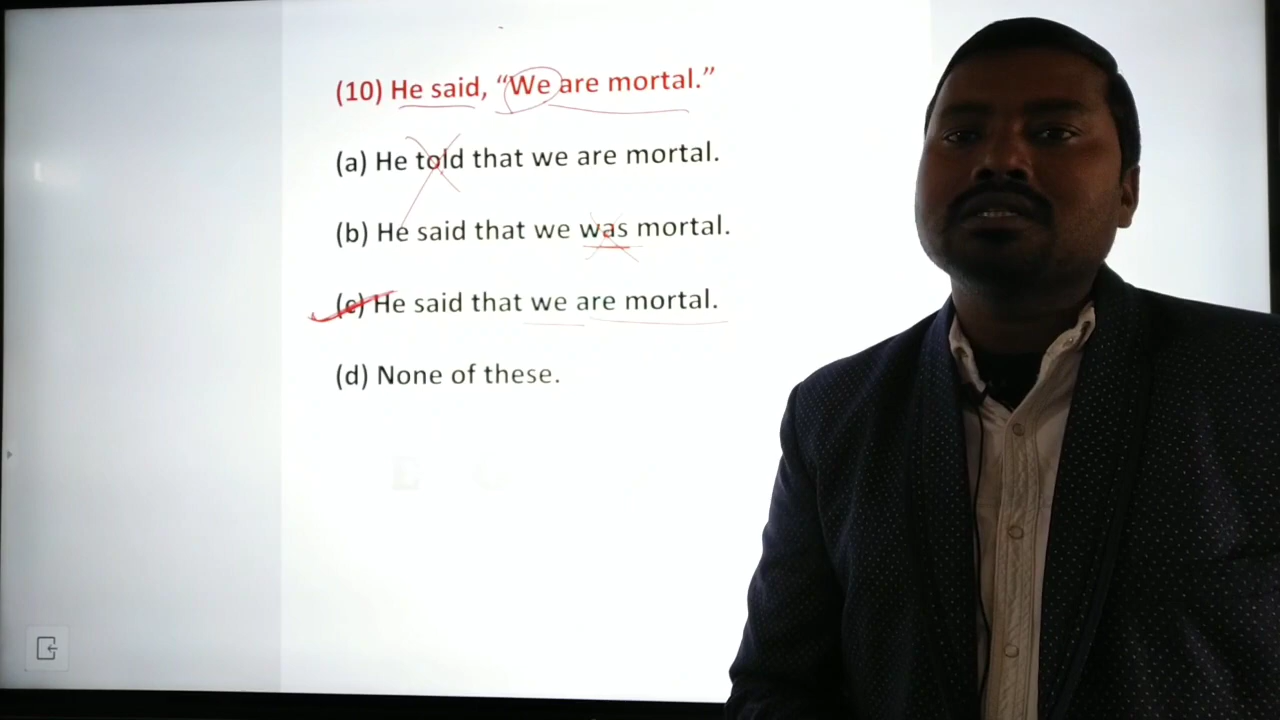 (10) He said, “We are mortal.”
(a) He told that we are mortal.
(b) He said that we was mortal.
(c) He said that we are mortal.
(d) None of these.